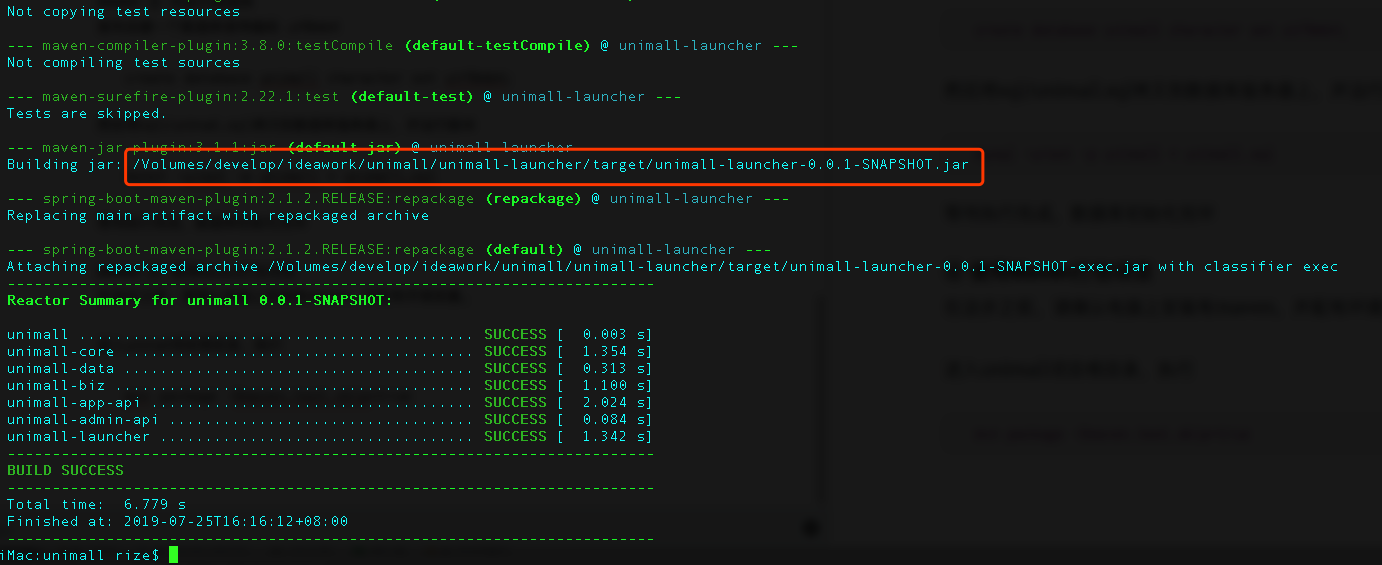 Not copying test resources
--- maven-compiler-plugin:3.8.0:testCompile (default-testCompile) @ unimall-launcher ---
Not compiling test sources
--- maven-surefire-plugin:2.22.1:test (default-test) @ unimall-launcher ---
Tests are skipped.
--- maven-jar-plugin:3.1.1:jar (default-jar) @ unimall-launcher ---
Building jar: /Volumes/develop/ideawork/unimall/unimall-launcher/target/unimall-launcher-0.0.1-SNAPSHOT.jar
--- spring-boot-maven-plugin:2.1.2.RELEASE:repackage (repackage) @ unimall-launcher ---
Replacing main artifact with repackaged archive
--- spring-boot-maven-plugin:2.1.2.RELEASE:repackage (default) @ unimall-launcher ---
Attaching repackaged archive /Volumes/develop/ideawork/unimall/unimall-launcher/target/unimall-launcher-0.0.1-SNAPSHOT-exec.jar with classifier exec
------------------------------------------------------------------------
Reactor Summary for unimall 0.0.1-SNAPSHOT:
unimall ............................................ SUCCESS [  0.003 s]
unimall-core ....................................... SUCCESS [  1.354 s]
unimall-data ....................................... SUCCESS [  0.313 s]
unimall-biz ........................................ SUCCESS [  1.100 s]
unimall-app-api .................................... SUCCESS [  2.024 s]
unimall-admin-api .................................. SUCCESS [  0.084 s]
unimall-launcher ................................... SUCCESS [  1.342 s]
------------------------------------------------------------------------
BUILD SUCCESS
------------------------------------------------------------------------
Total time:  6.779 s
Finished at: 2019-07-25T16:16:12+08:00
------------------------------------------------------------------------
iMac:unimall rize$